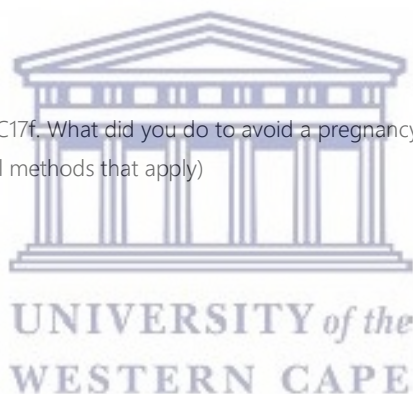 C17f. What did you do to avoid a pregnancy
l methods that apply)
UNIVERSITY of the
WESTERN CAPE